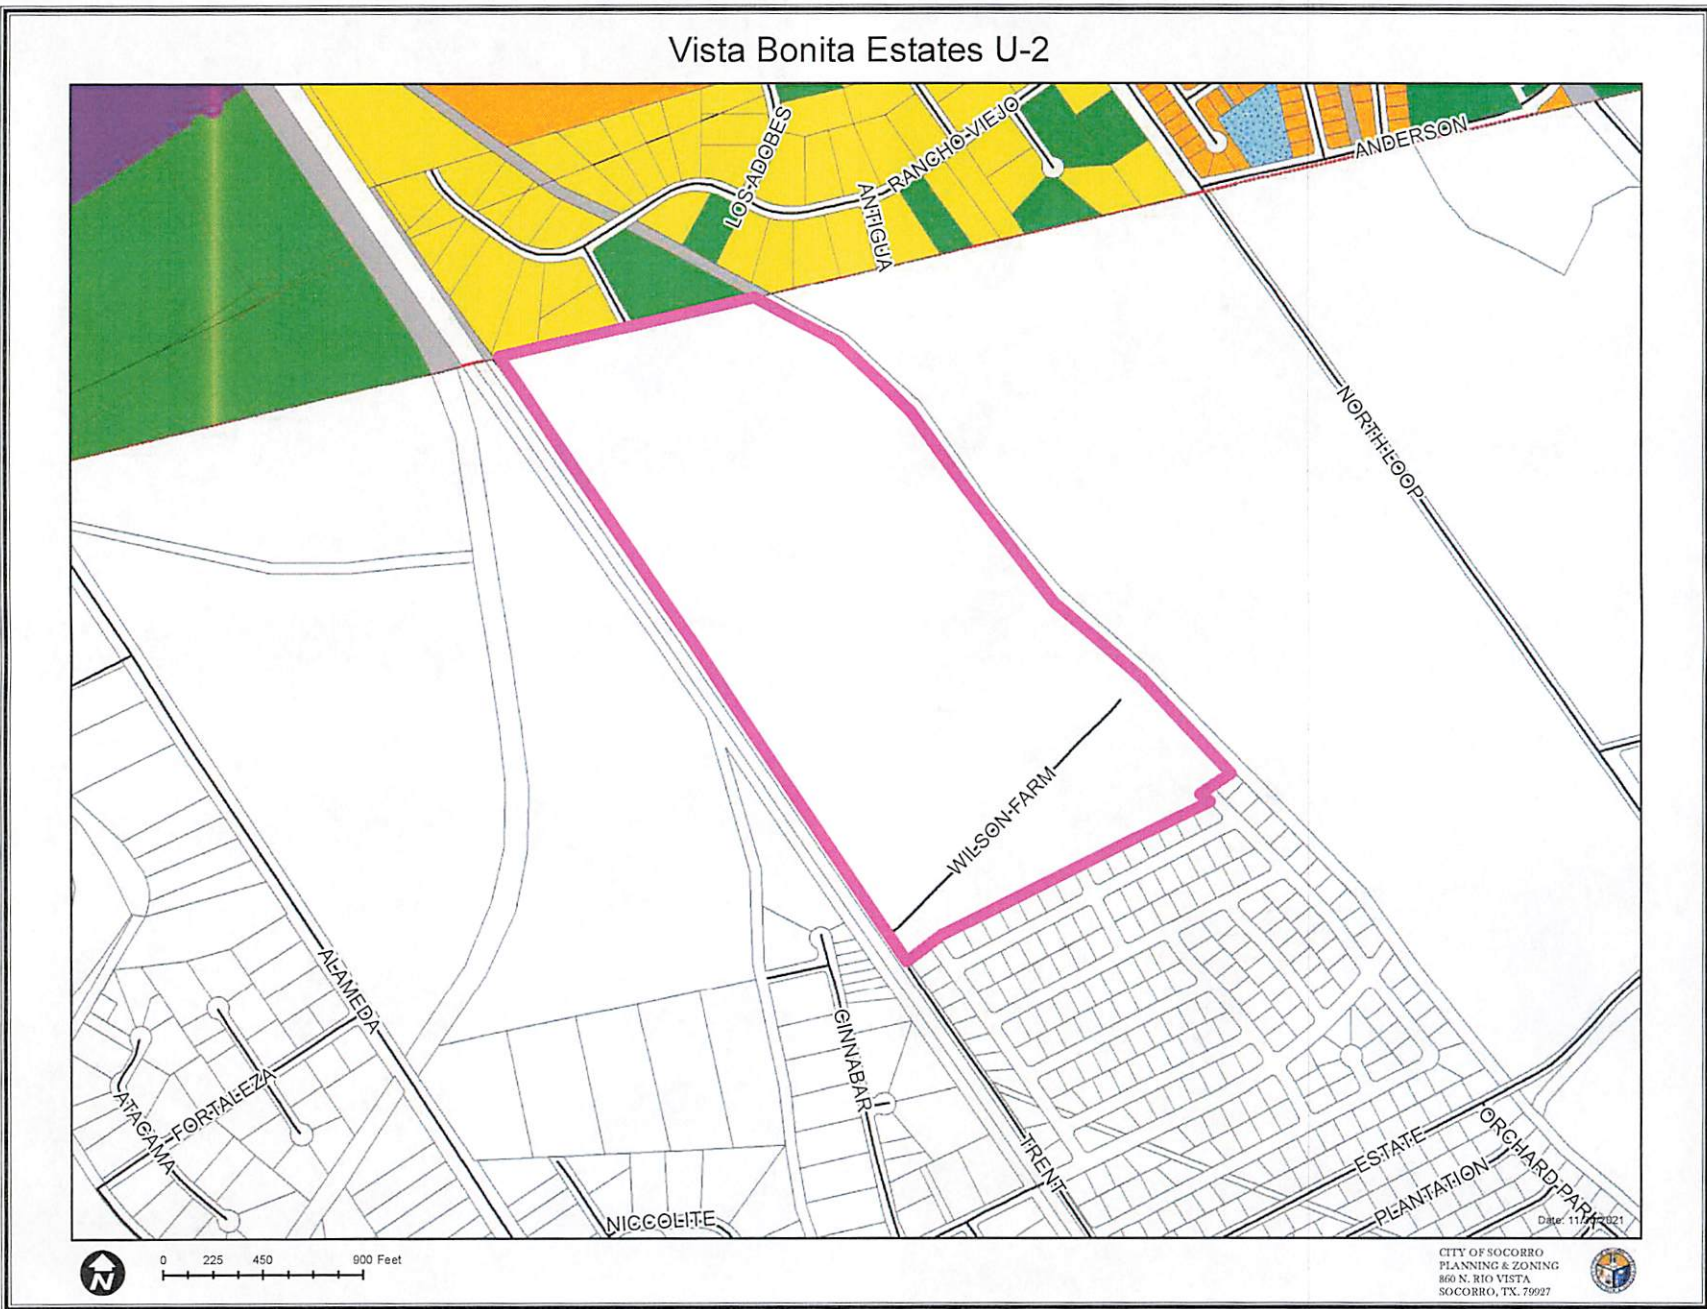 Vista Bonita Estates U-2
LOS ADOBES
RANCHO-VIEJO
ANTIGUA
ANDERSON
NORTH LOOP
WILSON-FARM
ALAMEDA
CINNABAR
FORTALEZA
ATACAMA
TRENT
ESTATE
ORCHARD-PARK
PLANTATION
NICCOLITE
Date: 2021
N
0 225 450 900 Feet
CITY OF SOCORRO
PLANNING & ZONING
860 N. RIO VISTA
SOCORRO, TX. 79927